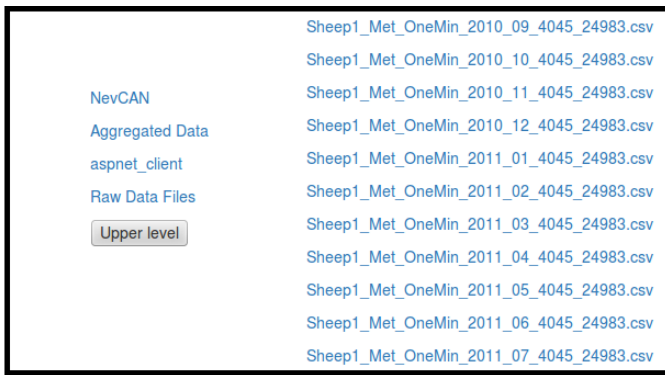 NevCAN
Aggregated Data
aspnet_client
Raw Data Files
Upper level
Sheep1_Met_OneMin_2010_09_4045_24983.csv
Sheep1_Met_OneMin_2010_10_4045_24983.csv
Sheep1_Met_OneMin_2010_11_4045_24983.csv
Sheep1_Met_OneMin_2010_12_4045_24983.csv
Sheep1_Met_OneMin_2011_01_4045_24983.csv
Sheep1_Met_OneMin_2011_02_4045_24983.csv
Sheep1_Met_OneMin_2011_03_4045_24983.csv
Sheep1_Met_OneMin_2011_04_4045_24983.csv
Sheep1_Met_OneMin_2011_05_4045_24983.csv
Sheep1_Met_OneMin_2011_06_4045_24983.csv
Sheep1_Met_OneMin_2011_07_4045_24983.csv